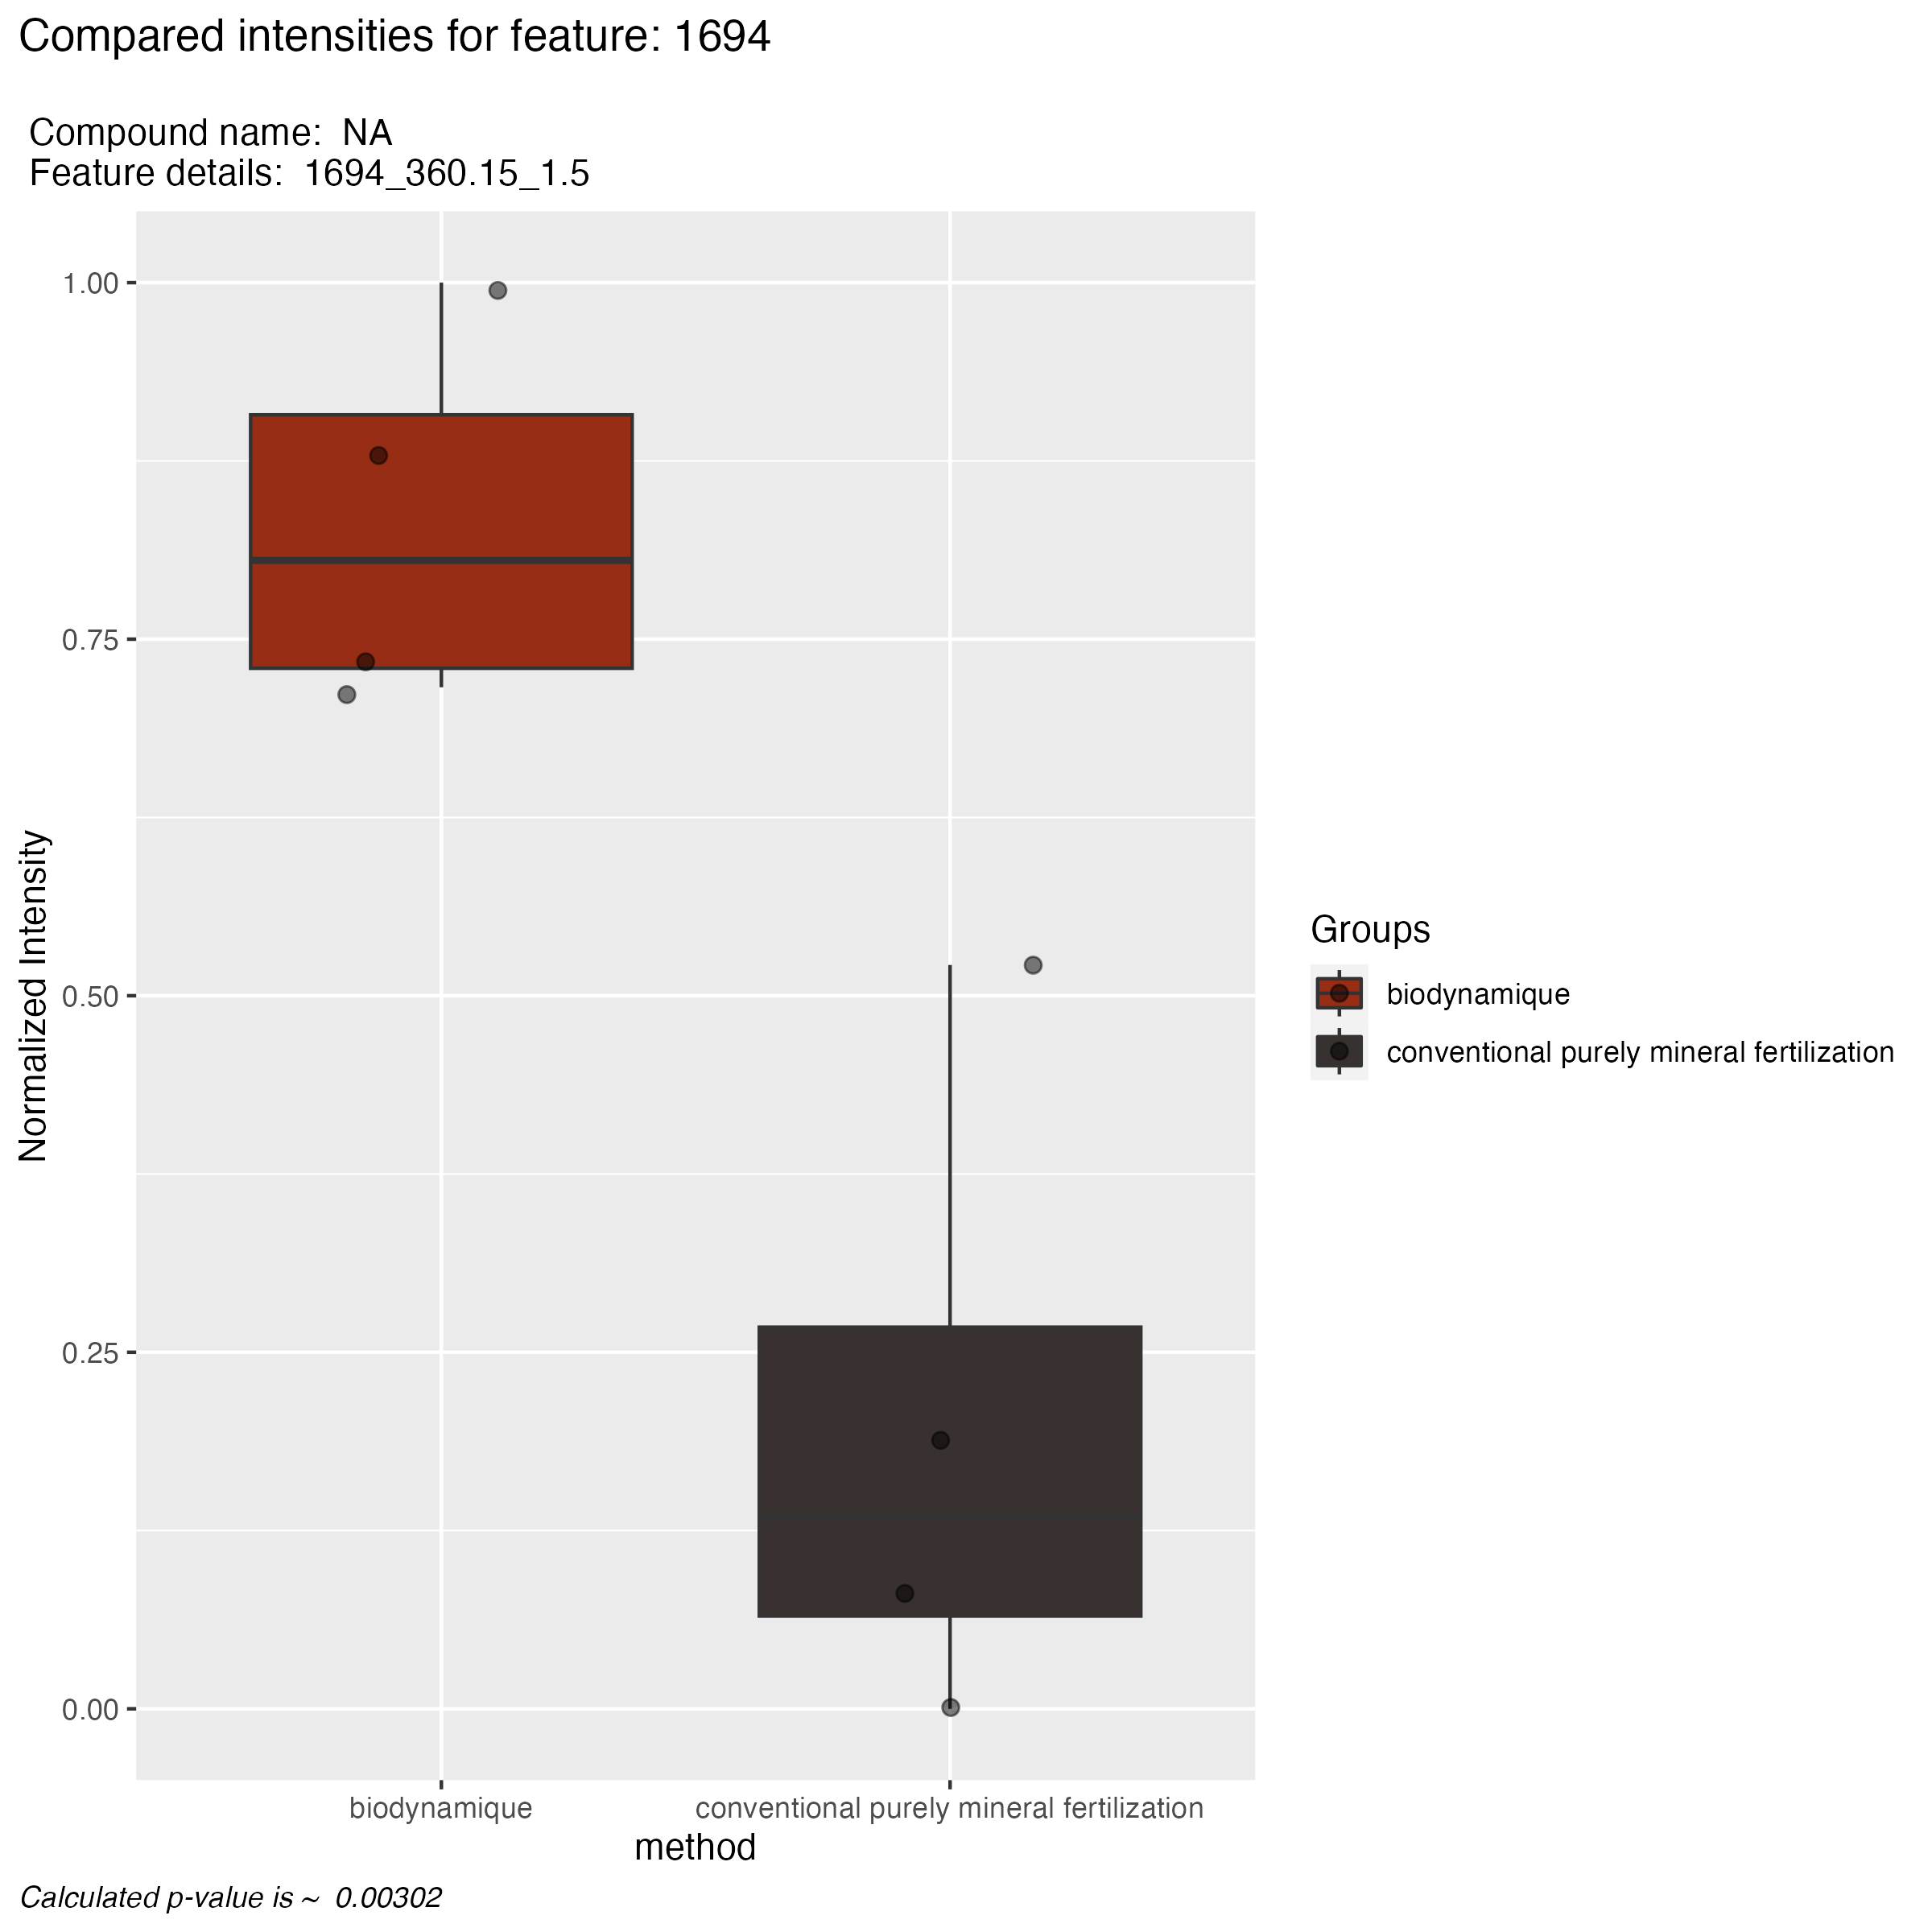 Compared intensities for feature: 1694
Compound name:  NA
Feature details:  1694_360.15_1.5
Normalized Intensity
1.00
0.75
0.50
0.25
0.00
biodynamique
conventional purely mineral fertilization
method
Groups
biodynamique
conventional purely mineral fertilization
Calculated p-value is ~  0.00302